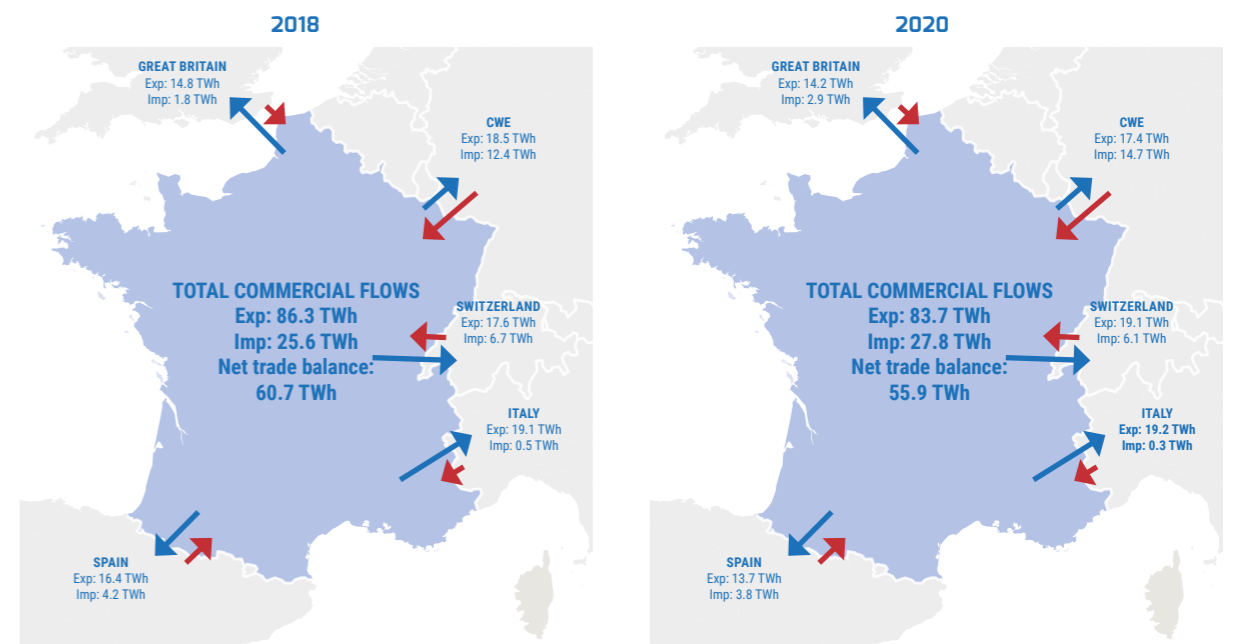 2018
GREAT BRITAIN
Exp: 14.8 TWh
Imp: 1.8 TWh
CWE
Exp: 18.5 TWh
Imp: 12.4 TWh
TOTAL COMMERCIAL FLOWS
Exp: 86.3 TWh
Imp: 25.6 TWh
Net trade balance:
60.7 TWh
SWITZERLAND
Exp: 17.6 TWh
Imp: 6.7 TWh
ITALY
Exp: 19.1 TWh
Imp: 0.5 TWh
SPAIN
Exp: 16.4 TWh
Imp: 4.2 TWh
2020
GREAT BRITAIN
Exp: 14.2 TWh
Imp: 2.9 TWh
CWE
Exp: 17.4 TWh
Imp: 14.7 TWh
TOTAL COMMERCIAL FLOWS
Exp: 83.7 TWh
Imp: 27.8 TWh
Net trade balance:
55.9 TWh
SWITZERLAND
Exp: 19.1 TWh
Imp: 6.1 TWh
ITALY
Exp: 19.2 TWh
Imp: 0.3 TWh
SPAIN
Exp: 13.7 TWh
Imp: 3.8 TWh